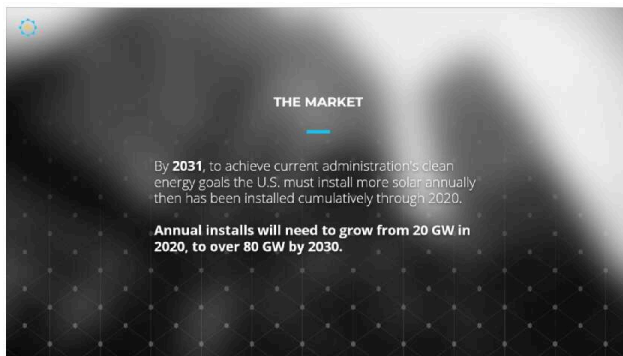 THE MARKET
By 2031, to achieve current administration's clean
energy goals the U.S. must install more solar annually
then has been installed cumulatively through 2020.
Annual installs will need to grow from 20 GW in
2020, to over 80 GW by 2030.